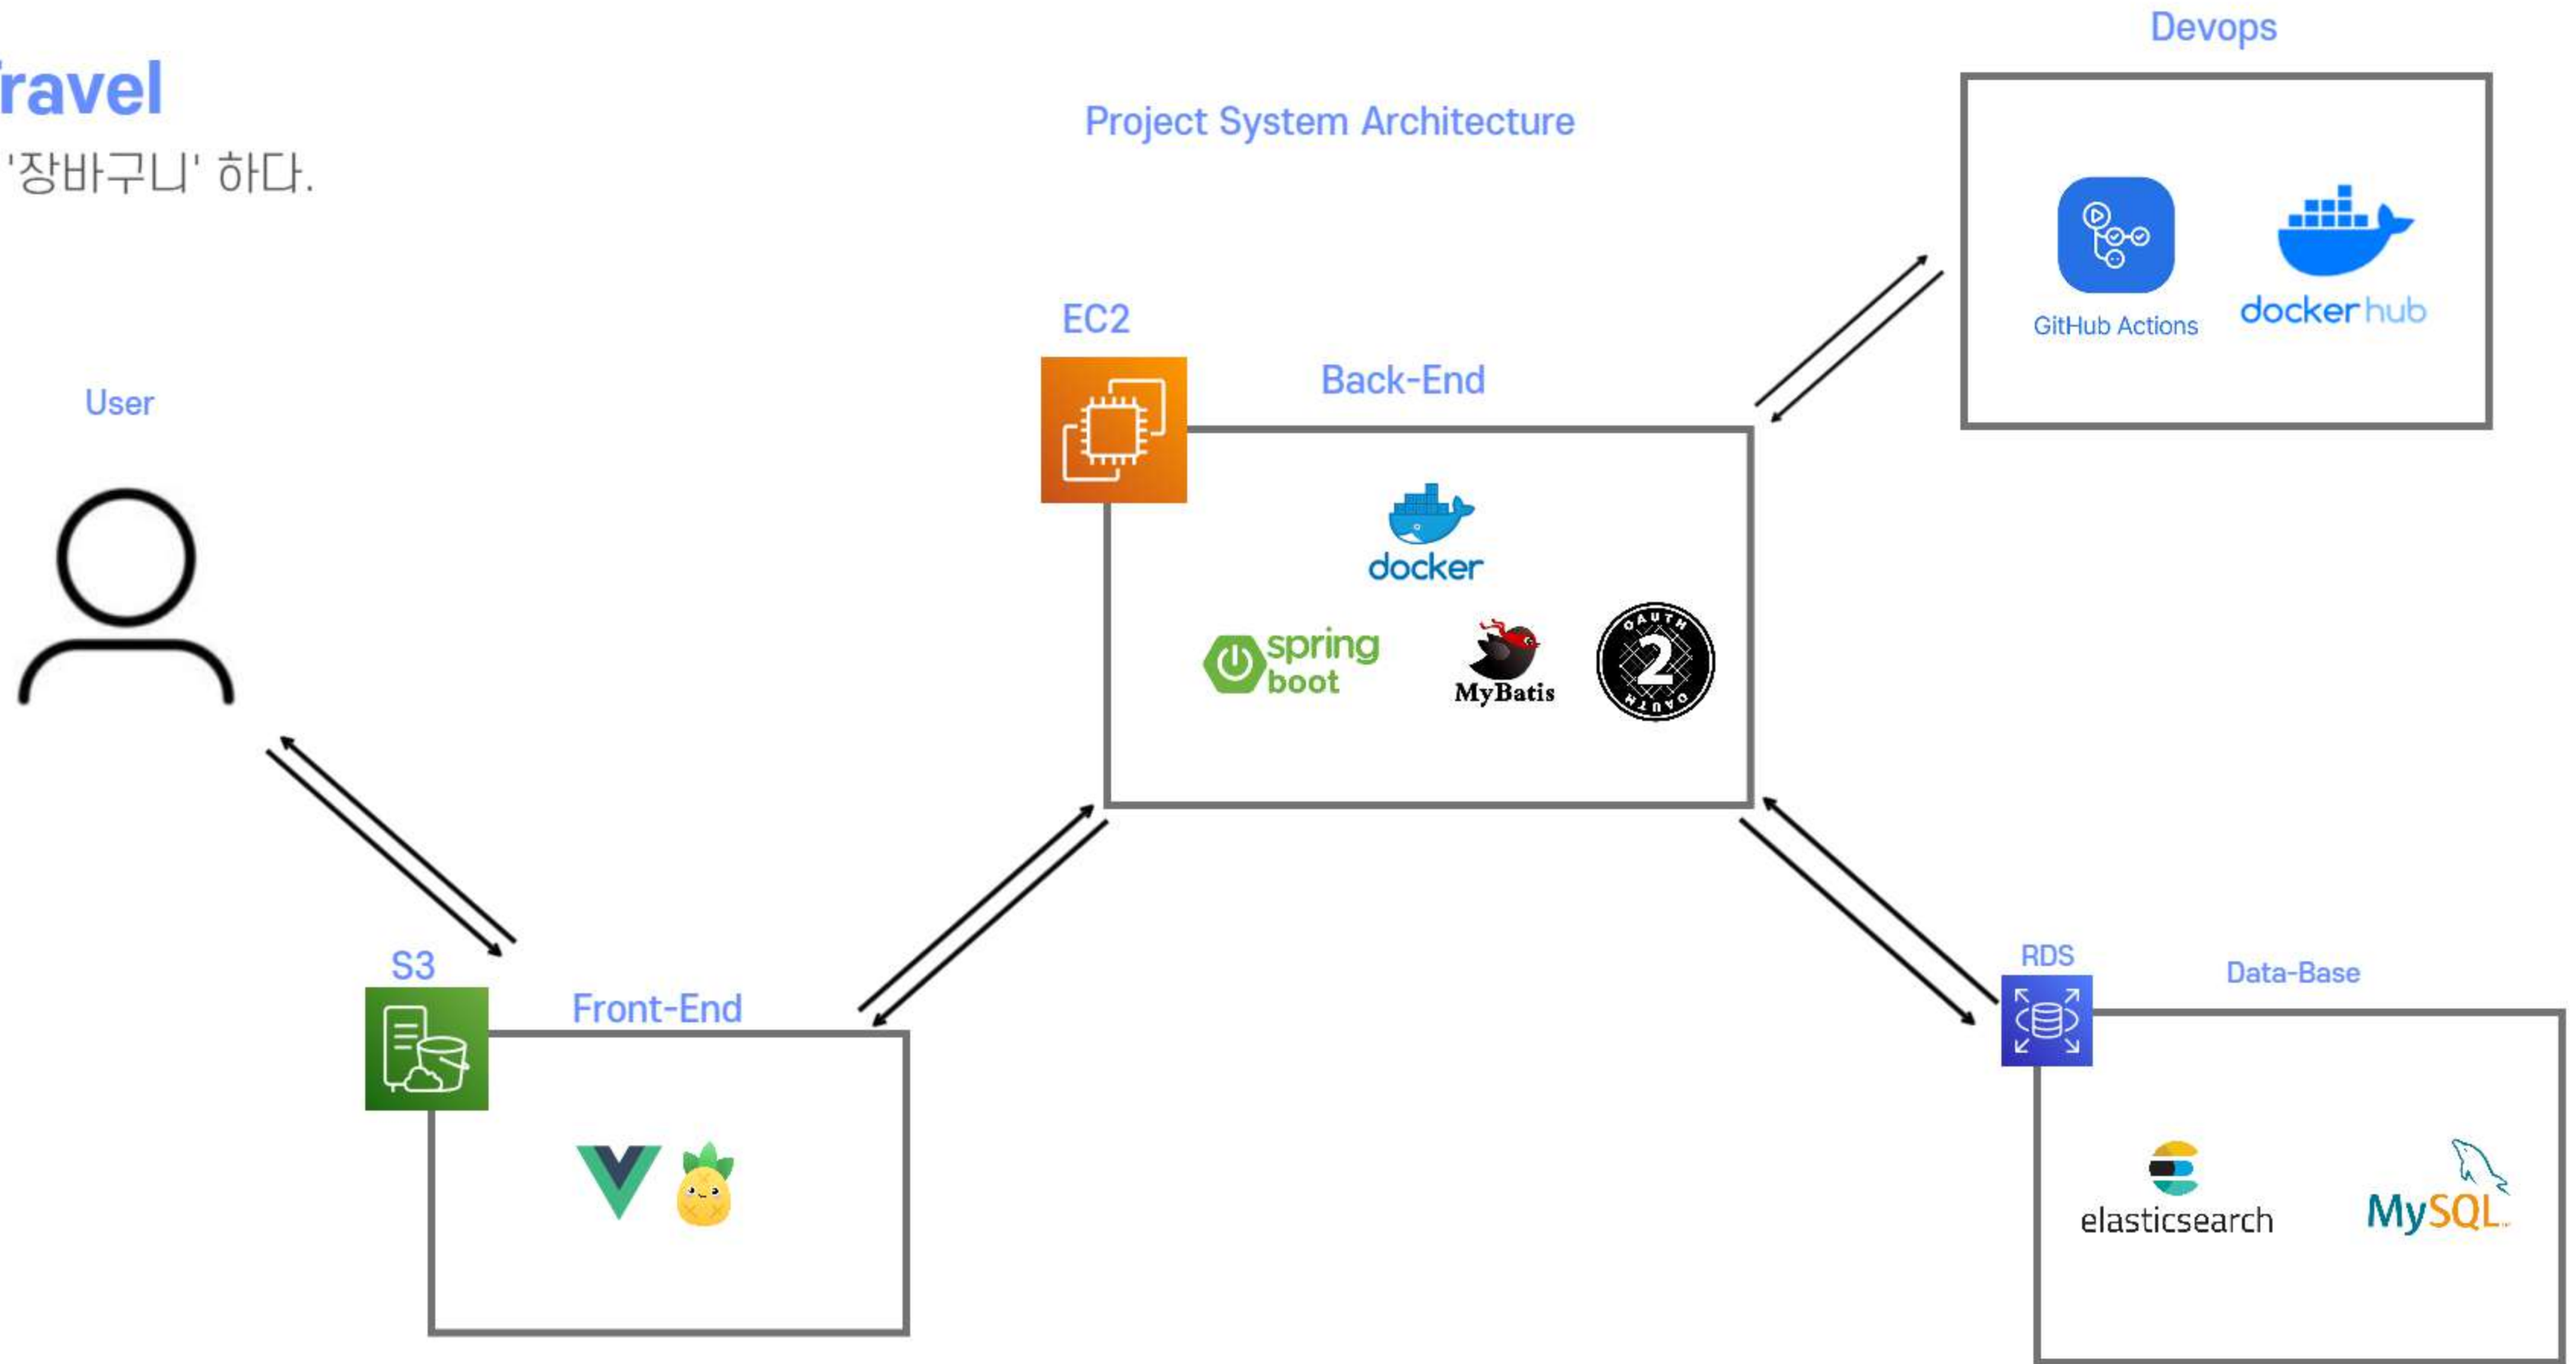 ravel
'장바구니' 하다.
Project System Architecture
Devops
GitHub Actions
docker hub
EC2
Back-End
docker
spring
boot
MyBatis
OAUTH
2
OAUTH
User
S3
Front-End
RDS
Data-Base
elasticsearch
MySQL